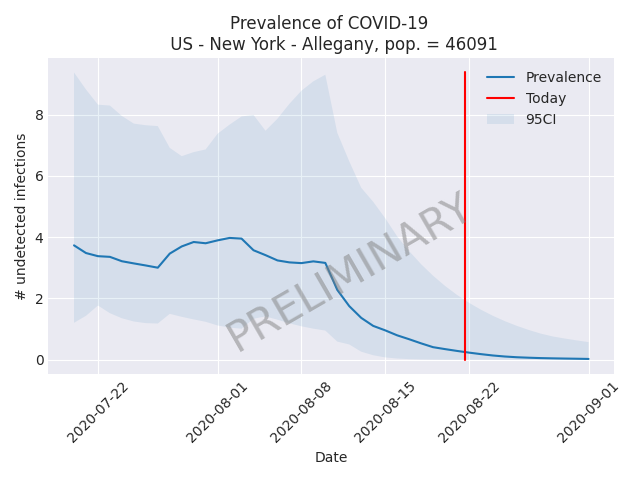 Prevalence of COVID-19
US - New York - Allegany, pop. = 46091
Prevalence
Today
95CI
# undetected infections
8
6
4
2
0
PRELIMINARY
2020-07-22
2020-08-01
2020-08-08
2020-08-15
2020-08-22
2020-09-01
Date